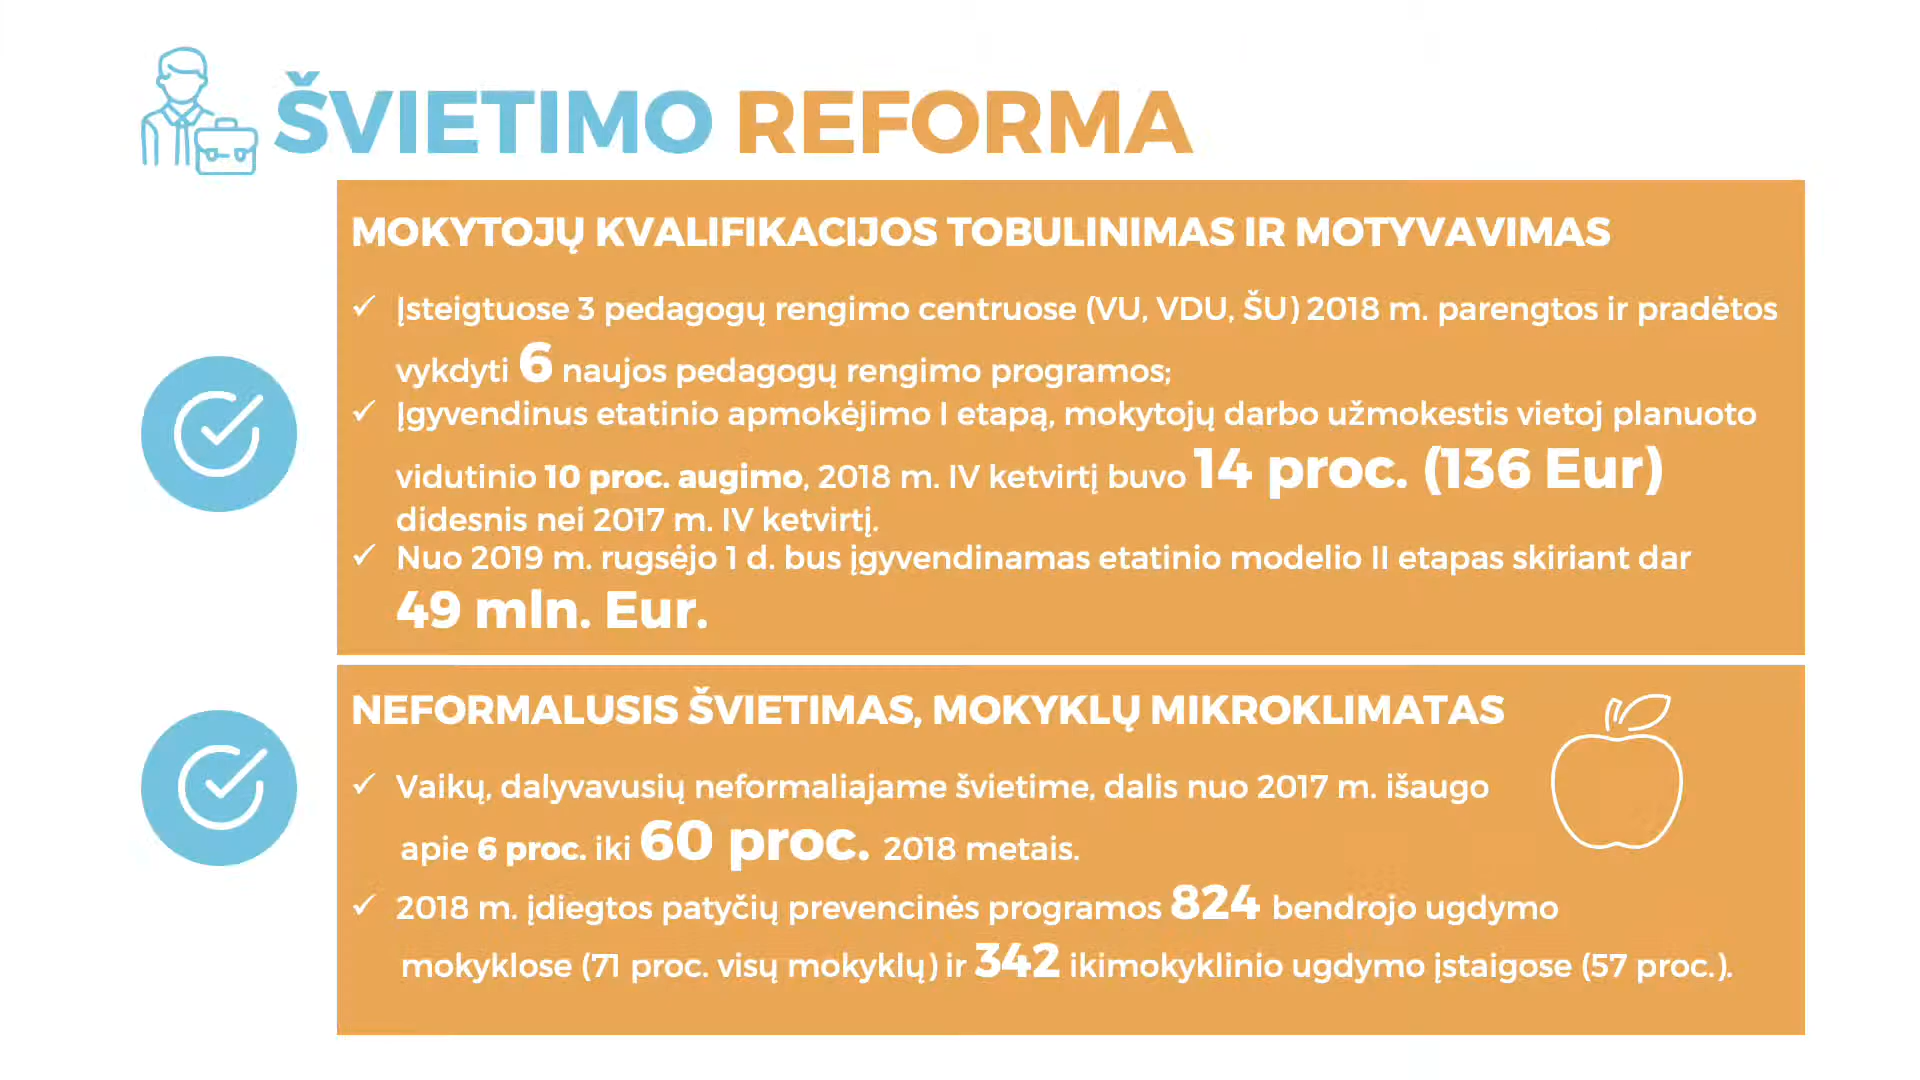 ŠVIETIMO REFORMA
MOKYTOJŲ KVALIFIKACIJOS TOBULINIMAS IR MOTYVAVIMAS
✓ Įsteigtuose 3 pedagogų rengimo centruose (VU, VDU, ŠU) 2018 m. parengtos ir pradėtos
vykdyti 6 naujos pedagogų rengimo programos;
✓ Įgyvendinus etatinio apmokėjimo I etapą, mokytojų darbo užmokestis vietoj planuoto
vidutinio 10 proc. augimo, 2018 m. IV ketvirtį buvo 14 proc. (136 Eur)
didesnis nei 2017 m. IV ketvirtį.
✓ Nuo 2019 m. rugsėjo 1 d. bus įgyvendinamas etatinio modelio II etapas skiriant dar
49 mln. Eur.
NEFORMALUSIS ŠVIETIMAS, MOKYKLŲ MIKROKLIMATAS
✓ Vaikų, dalyvavusių neformaliajame švietime, dalis nuo 2017 m. išaugo
apie 6 proc. iki 60 proc. 2018 metais.
✓ 2018 m. įdiegtos patyčių prevencinės programos 824 bendrojo ugdymo
mokyklose (71 proc. visų mokyklų) ir 342 ikimokyklinio ugdymo įstaigose (57 proc.).